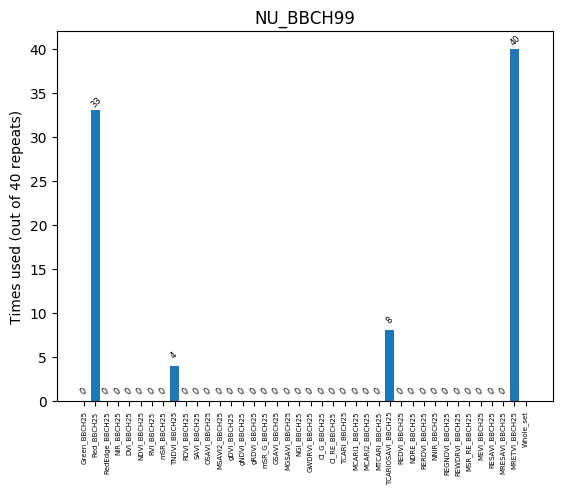 NU_BBCH99
Times used (out of 40 repeats)
40
35
30
25
20
15
10
5
0
0 33 0 0 0 0 0 0 4 0 0 0 0 0 0 0 0 0 0 0 0 0 0 0 0 0 0 8 0 0 0 0 0 0 0 0 0 0 40
Green_BBCH25
Red_BBCH25
RedEdge_BBCH25
NIR_BBCH25
DVI_BBCH25
NDVI_BBCH25
RVI_BBCH25
mSR_BBCH25
TNDVI_BBCH25
RDVI_BBCH25
SAVI_BBCH25
OSAVI_BBCH25
MSAVI2_BBCH25
gDVI_BBCH25
gNDVI_BBCH25
gRDVI_BBCH25
mSR_G_BBCH25
GSAVI_BBCH25
MGSAVI_BBCH25
NGI_BBCH25
GWDRVI_BBCH25
CI_G_BBCH25
CI_RE_BBCH25
TCARI_BBCH25
MCARI1_BBCH25
MCARI2_BBCH25
MTCARI_BBCH25
TCARIOSAVI_BBCH25
REDVI_BBCH25
NDRE_BBCH25
RERDVI_BBCH25
NNIR_BBCH25
REGNDVI_BBCH25
REWDRVI_BBCH25
MSR_RE_BBCH25
MEVI_BBCH25
RESAVI_BBCH25
MRESAVI_BBCH25
MRETVI_BBCH25
Whole_set